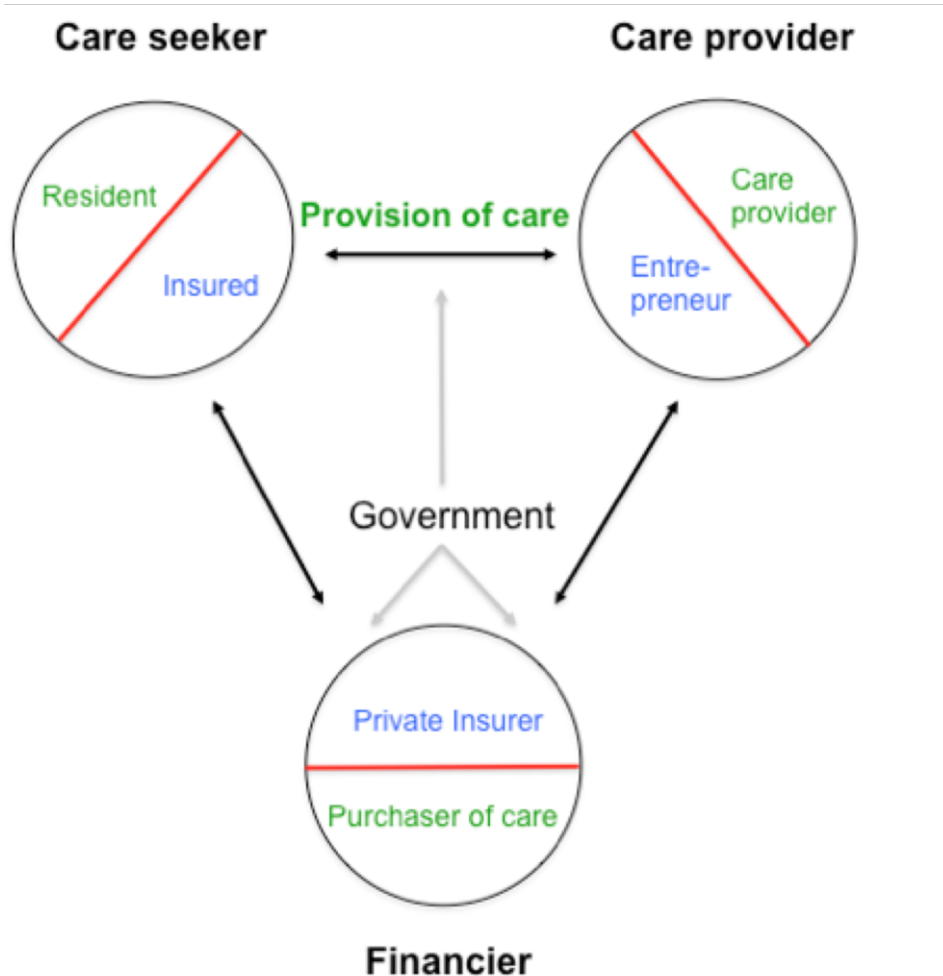 Care seeker
Care provider
Resident
Insured
Provision of care
Care
provider
Entre-
preneur
Government
Private Insurer
Purchaser of care
Financier